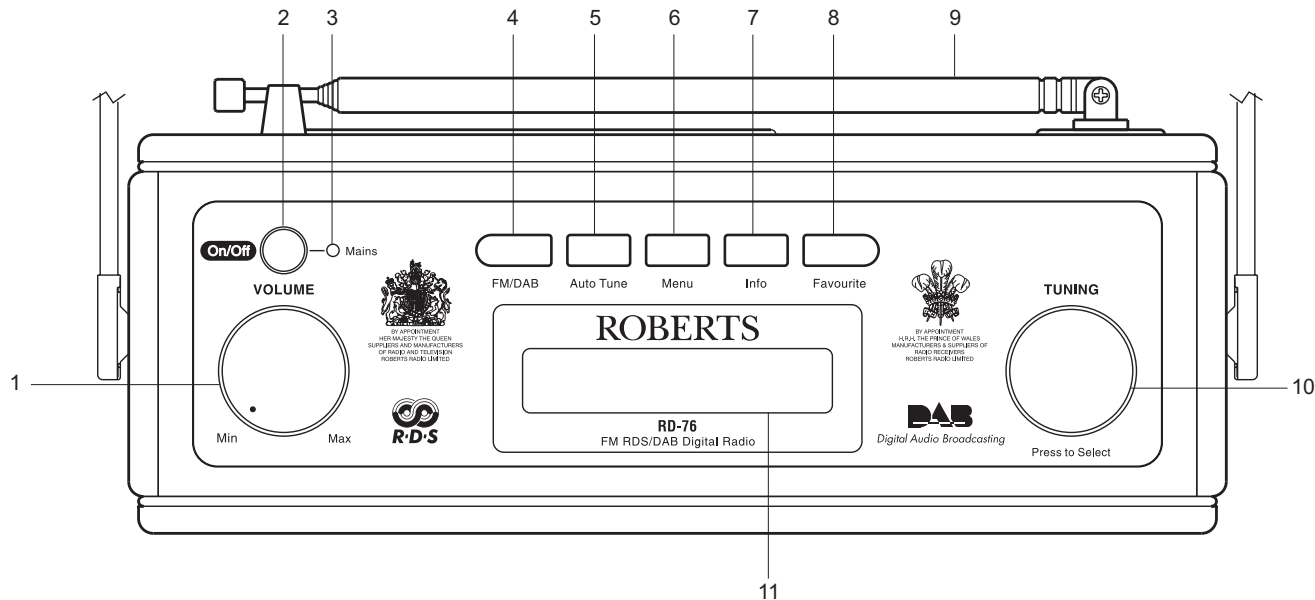 2 3 4 5 6 7 8 9
On/Off
Mains
FM/DAB Auto Tune Menu Info Favourite
VOLUME
TUNING
ROBERTS
BY APPOINTMENT
HER MAJESTY THE QUEEN
SUPPLIERS AND MANUFACTURERS
OF RADIO AND TELEVISION
ROBERTS RADIO LIMITED
BY APPOINTMENT
H.R.H. THE PRINCE OF WALES
MANUFACTURERS & SUPPLIERS OF
RADIO RECEIVERS
ROBERTS RADIO LIMITED
1
10
Min Max
R·D·S
RD-76
FM RDS/DAB Digital Radio
DAB
Digital Audio Broadcasting
Press to Select
11